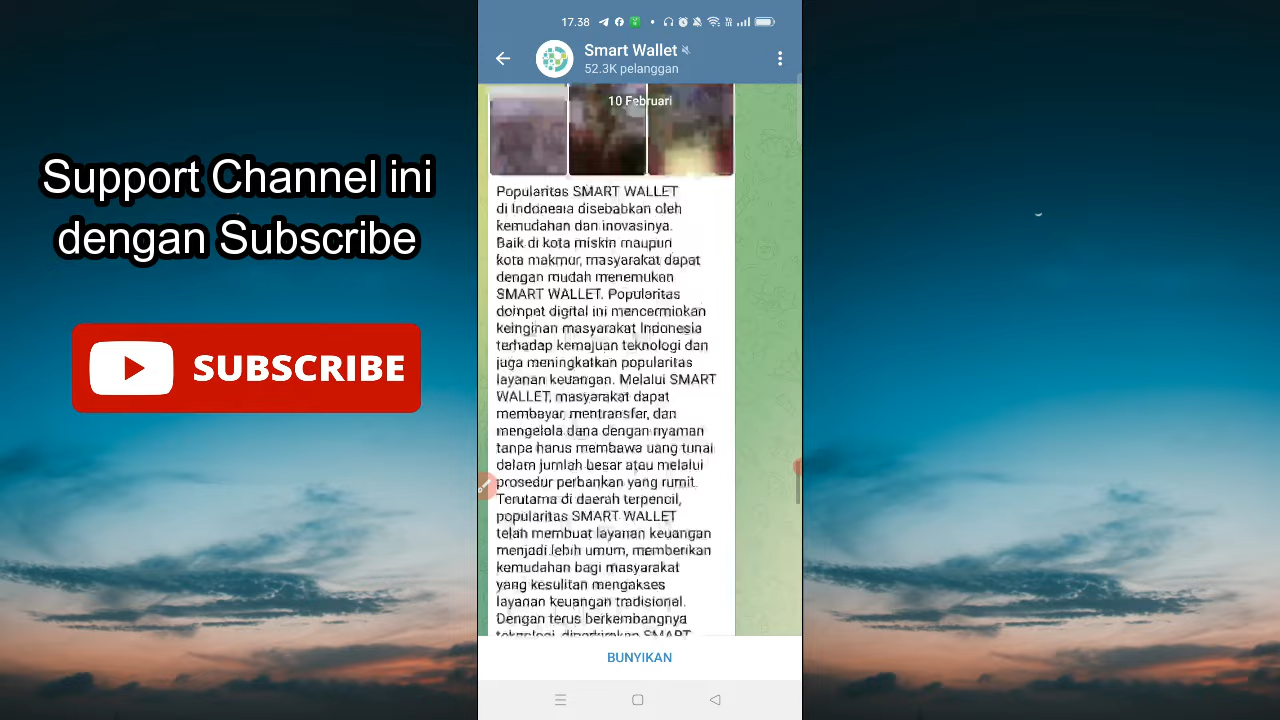 Support Channel ini
dengan Subscribe
SUBSCRIBE
17.38
Smart Wallet
52.3K pelanggan
10 Februari
Popularitas SMART WALLET
di Indonesia disebabkan oleh
kemudahan dan inovasinya.
Baik di kota miskin maupun
kota makmur, masyarakat dapat
dengan mudah menemukan
SMART WALLET. Popularitas
dompet digital ini mencerminkan
keinginan masyarakat Indonesia
terhadap kemajuan teknologi dan
juga meningkatkan popularitas
layanan keuangan. Melalui SMART
WALLET, masyarakat dapat
membayar, mentransfer, dan
mengelola dana dengan nyaman
tanpa harus membawa uang tunai
dalam jumlah besar atau melalui
prosedur perbankan yang rumit.
Terutama di daerah terpencil,
popularitas SMART WALLET
telah membuat layanan keuangan
menjadi lebih umum, memberikan
kemudahan bagi masyarakat
yang kesulitan mengakses
layanan keuangan tradisional.
Dengan terus berkembangnya
teknologi, diperkirakan SMART
BUNYIKAN